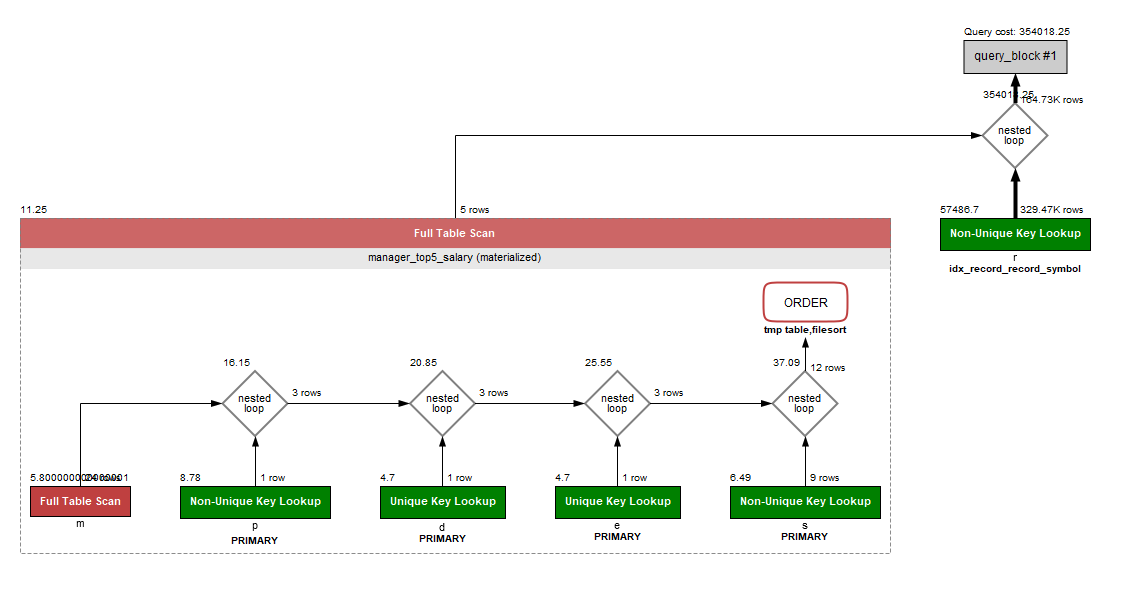 Query cost: 354018.25
query_block #1
354018.25
164.73K rows
nested
loop
11.25
5 rows
57486.7
329.47K rows
Full Table Scan
Non-Unique Key Lookup
manager_top5_salary (materialized)
r
idx_record_record_symbol
ORDER
tmp table,filesort
16.15
20.85
25.55
37.09
12 rows
nested
loop
3 rows
nested
loop
3 rows
nested
loop
3 rows
nested
loop
8.78
1 row
4.7
1 row
4.7
1 row
6.49
9 rows
Full Table Scan
Non-Unique Key Lookup
Unique Key Lookup
Unique Key Lookup
Non-Unique Key Lookup
m
p
d
e
s
PRIMARY
PRIMARY
PRIMARY
PRIMARY